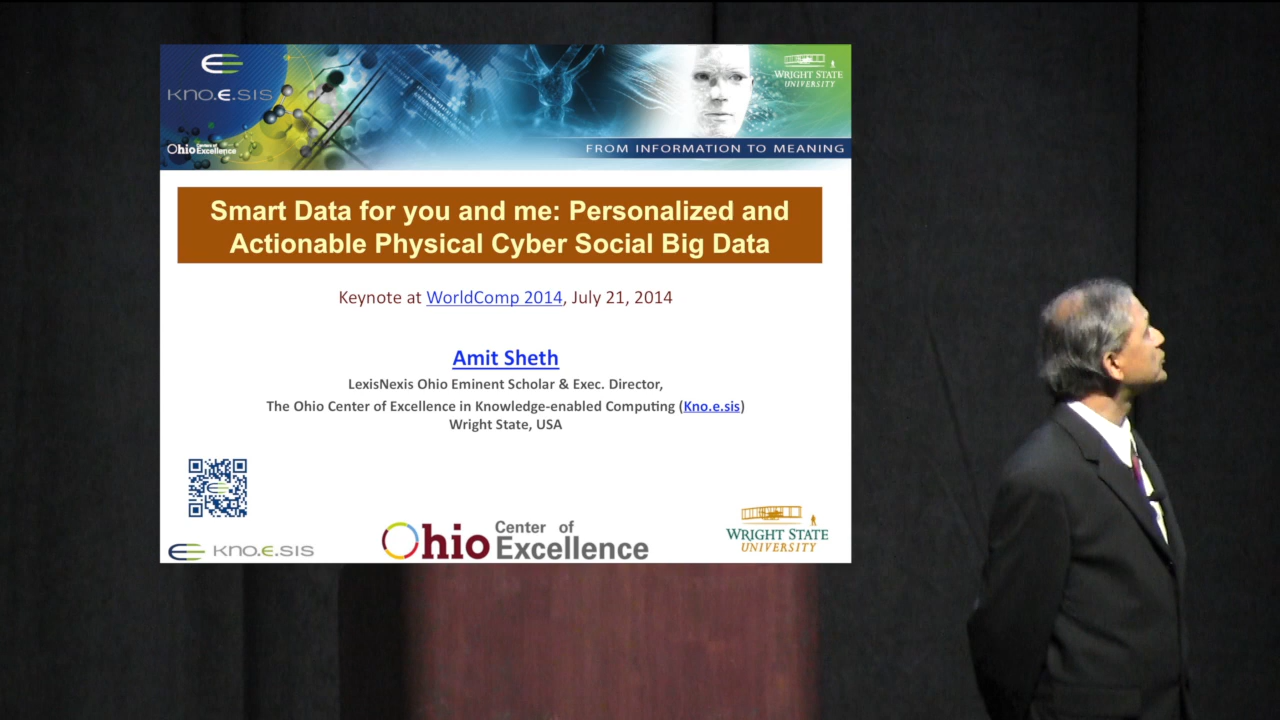 kno.e.sis
WRIGHT STATE
UNIVERSITY
Ohio Centers of Excellence
FROM INFORMATION TO MEANING
Smart Data for you and me: Personalized and
Actionable Physical Cyber Social Big Data
Keynote at WorldComp 2014, July 21, 2014
Amit Sheth
LexisNexis Ohio Eminent Scholar & Exec. Director,
The Ohio Center of Excellence in Knowledge-enabled Computing (Kno.e.sis)
Wright State, USA
Ohio Center of Excellence
kno.e.sis
WRIGHT STATE
UNIVERSITY